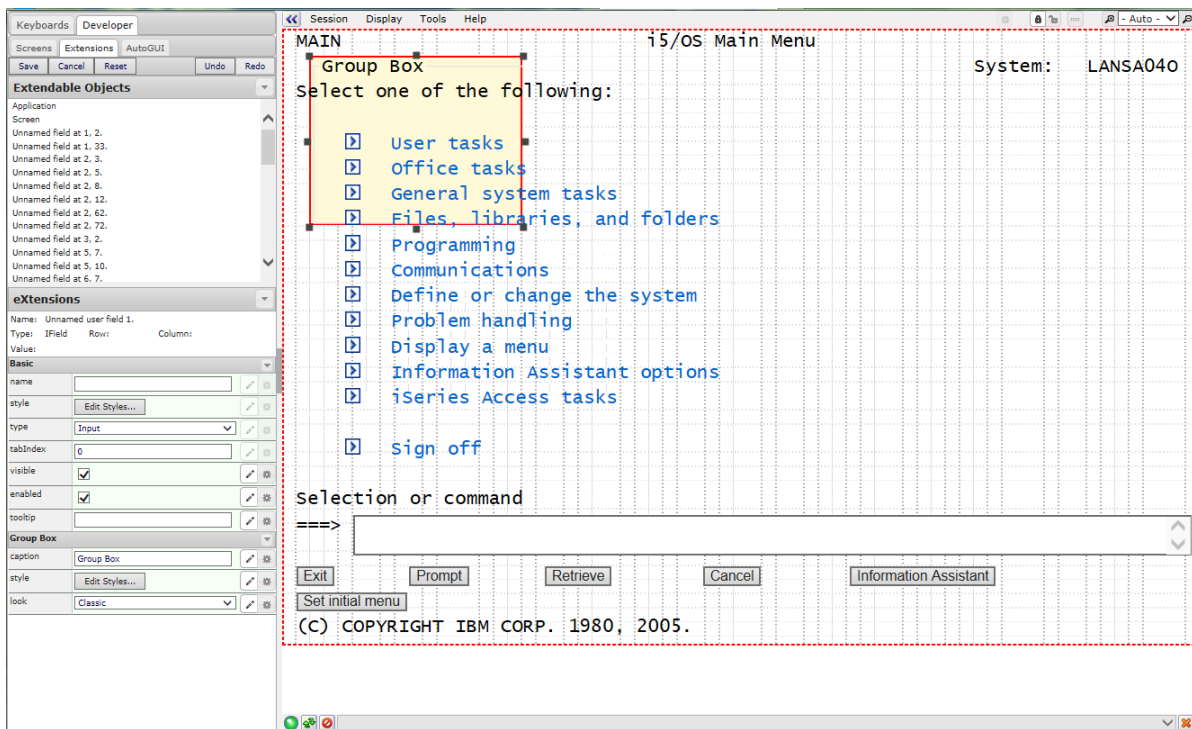 Keyboards Developer
Screens Extensions AutoGUI
Save Cancel Reset Undo Redo
Extendable Objects
Application
Screen
Unnamed field at 1, 2.
Unnamed field at 1, 33.
Unnamed field at 2, 3.
Unnamed field at 2, 5.
Unnamed field at 2, 8.
Unnamed field at 2, 12.
Unnamed field at 2, 62.
Unnamed field at 2, 72.
Unnamed field at 3, 2.
Unnamed field at 5, 7.
Unnamed field at 5, 10.
Unnamed field at 6, 7.
eXtensions
Name: Unnamed user field 1.
Type: IField Row: Column:
Value:
Basic
name
style Edit Styles...
type Input
tabIndex 0
visible
enabled
tooltip
Group Box
caption Group Box
style Edit Styles...
look Classic
Session Display Tools Help
- Auto -
MAIN i5/OS Main Menu
Group Box System: LANSA04O
Select one of the following:
User tasks
Office tasks
General system tasks
Files, libraries, and folders
Programming
Communications
Define or change the system
Problem handling
Display a menu
Information Assistant options
iSeries Access tasks
Sign off
Selection or command
===>
Exit Prompt Retrieve Cancel Information Assistant
Set initial menu
(C) COPYRIGHT IBM CORP. 1980, 2005.